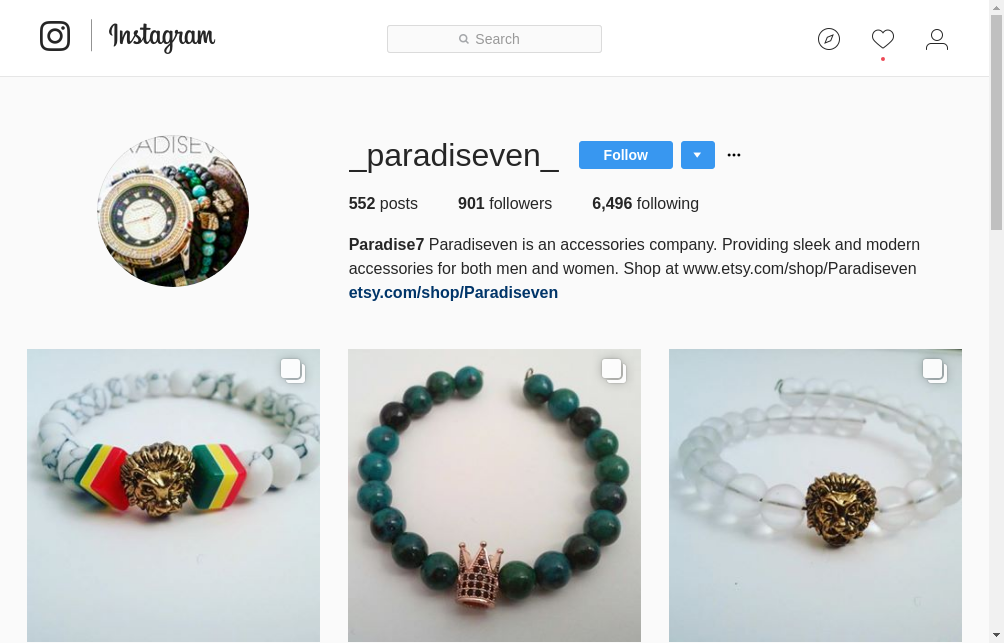 Instagram
Search
_paradiseven_
Follow
552 posts
901 followers
6,496 following
Paradise7 Paradiseven is an accessories company. Providing sleek and modern
accessories for both men and women. Shop at www.etsy.com/shop/Paradiseven
etsy.com/shop/Paradiseven